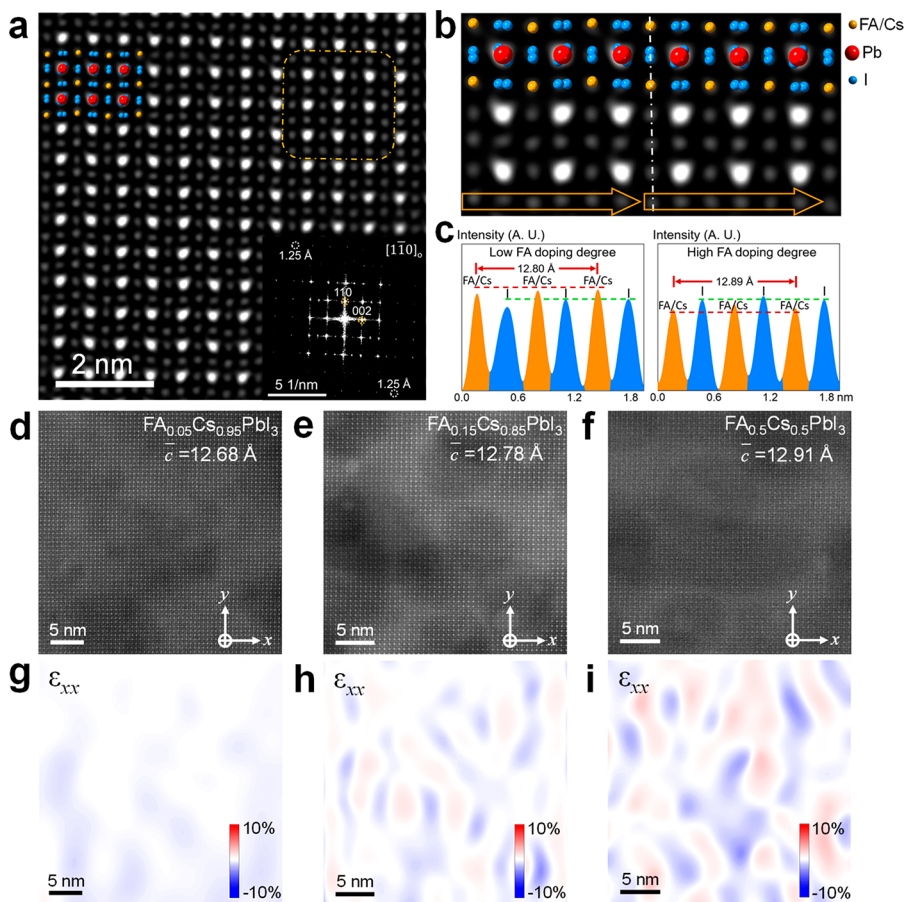 a
2 nm
1.25 Å
[11̅0]ₒ
110
002
5 1/nm
1.25 Å
b
FA/Cs
Pb
I
c
Intensity (A. U.)
Low FA doping degree
12.80 Å
FA/Cs FA/Cs FA/Cs
I I I
0.0 0.6 1.2 1.8
Intensity (A. U.)
High FA doping degree
12.89 Å
I I I
FA/Cs FA/Cs FA/Cs
0.0 0.6 1.2 1.8 nm
d
FA₀.₀₅Cs₀.₉₅PbI₃
c̅ =12.68 Å
y
x
5 nm
e
FA₀.₁₅Cs₀.₈₅PbI₃
c̅ =12.78 Å
y
x
5 nm
f
FA₀.₅Cs₀.₅PbI₃
c̅ =12.91 Å
y
x
5 nm
g
εxx
10%
-10%
5 nm
h
εxx
10%
-10%
5 nm
i
εxx
10%
-10%
5 nm